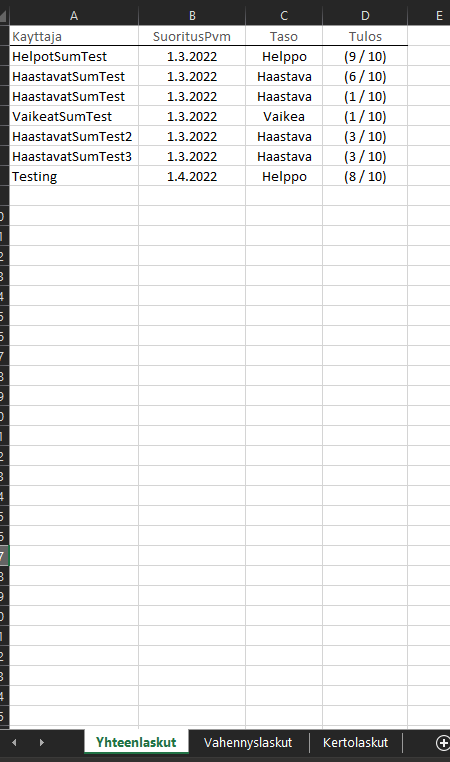 A B C D E
Kayttaja SuoritusPvm Taso Tulos
HelpotSumTest 1.3.2022 Helppo (9 / 10)
HaastavatSumTest 1.3.2022 Haastava (6 / 10)
HaastavatSumTest 1.3.2022 Haastava (1 / 10)
VaikeatSumTest 1.3.2022 Vaikea (1 / 10)
HaastavatSumTest2 1.3.2022 Haastava (3 / 10)
HaastavatSumTest3 1.3.2022 Haastava (3 / 10)
Testing 1.4.2022 Helppo (8 / 10)
Yhteenlaskut Vahennyslaskut Kertolaskut